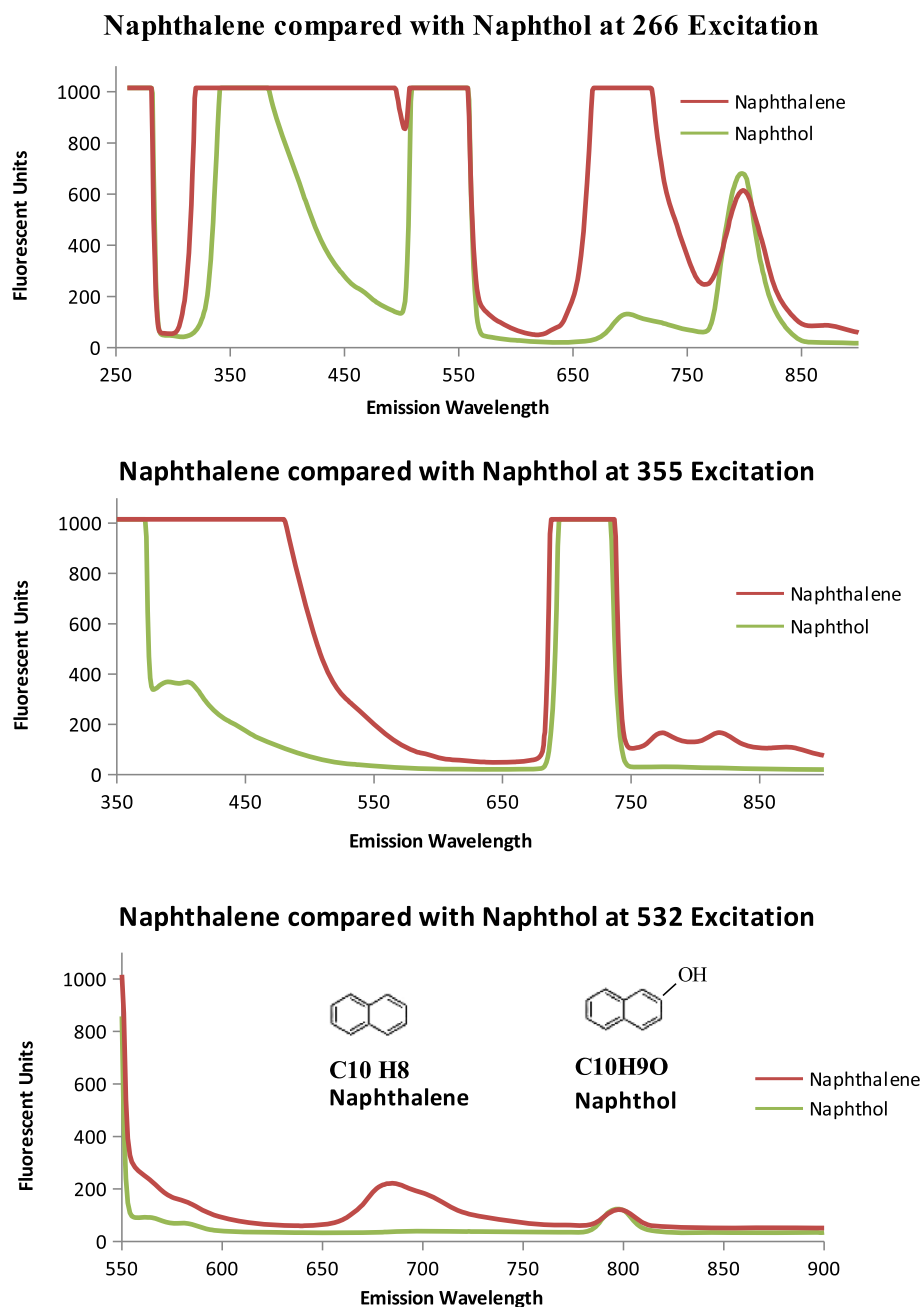 Naphthalene compared with Naphthol at 266 Excitation
1000
800
600
400
200
0
Fluorescent Units
250 350 450 550 650 750 850
Emission Wavelength
Naphthalene
Naphthol
Naphthalene compared with Naphthol at 355 Excitation
1000
800
600
400
200
0
Fluorescent Units
350 450 550 650 750 850
Emission Wavelength
Naphthalene
Naphthol
Naphthalene compared with Naphthol at 532 Excitation
1000
800
600
400
200
0
Fluorescent Units
OH
C10 H8
Naphthalene
C10H9O
Naphthol
Naphthalene
Naphthol
550 600 650 700 750 800 850 900
Emission Wavelength